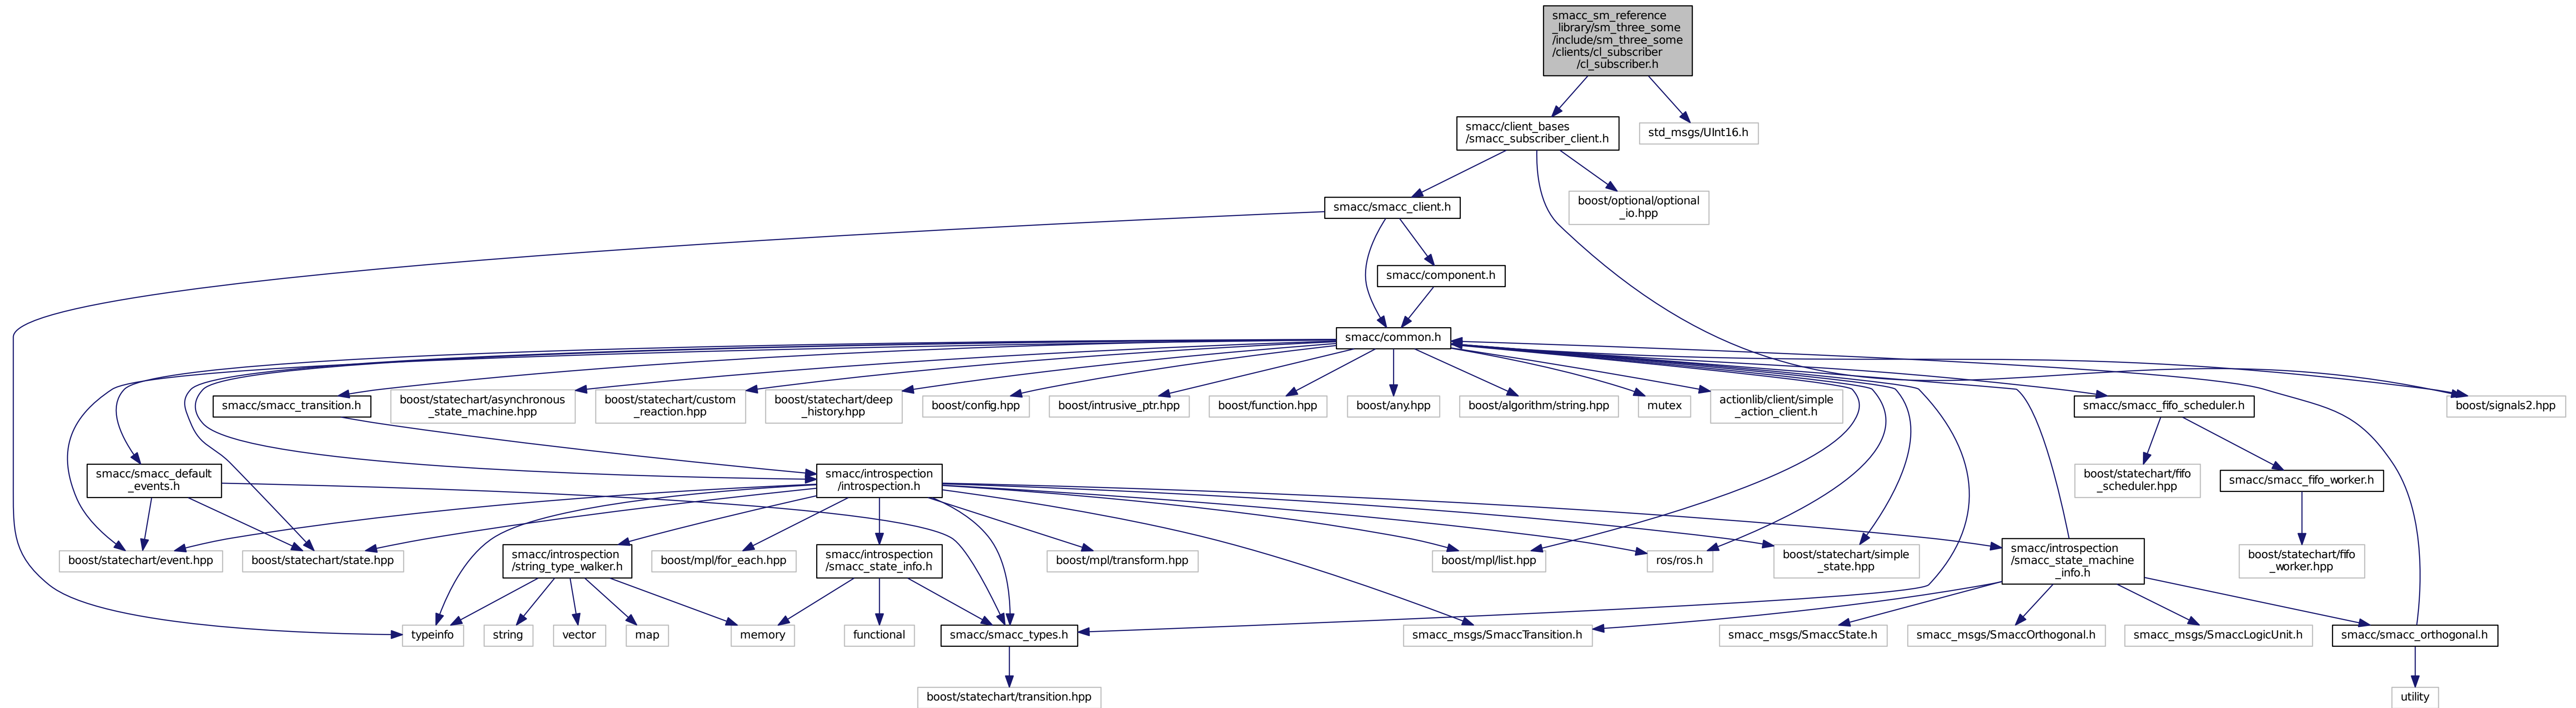 smacc_sm_reference
_library/sm_three_some
/include/sm_three_some
/clients/cl_subscriber
/cl_subscriber.h
smacc/client_bases
/smacc_subscriber_client.h
std_msgs/UInt16.h
smacc/smacc_client.h
boost/optional/optional
_io.hpp
smacc/component.h
smacc/common.h
smacc/smacc_transition.h
boost/statechart/asynchronous
_state_machine.hpp
boost/statechart/custom
_reaction.hpp
boost/statechart/deep
_history.hpp
boost/config.hpp
boost/intrusive_ptr.hpp
boost/function.hpp
boost/any.hpp
boost/algorithm/string.hpp
mutex
actionlib/client/simple
_action_client.h
smacc/smacc_fifo_scheduler.h
boost/signals2.hpp
smacc/smacc_default
_events.h
smacc/introspection
/introspection.h
boost/statechart/fifo
_scheduler.hpp
smacc/smacc_fifo_worker.h
boost/statechart/event.hpp
boost/statechart/state.hpp
smacc/introspection
/string_type_walker.h
boost/mpl/for_each.hpp
smacc/introspection
/smacc_state_info.h
boost/mpl/transform.hpp
boost/mpl/list.hpp
ros/ros.h
boost/statechart/simple
_state.hpp
smacc/introspection
/smacc_state_machine
_info.h
boost/statechart/fifo
_worker.hpp
typeinfo
string
vector
map
memory
functional
smacc/smacc_types.h
smacc_msgs/SmaccTransition.h
smacc_msgs/SmaccState.h
smacc_msgs/SmaccOrthogonal.h
smacc_msgs/SmaccLogicUnit.h
smacc/smacc_orthogonal.h
boost/statechart/transition.hpp
utility